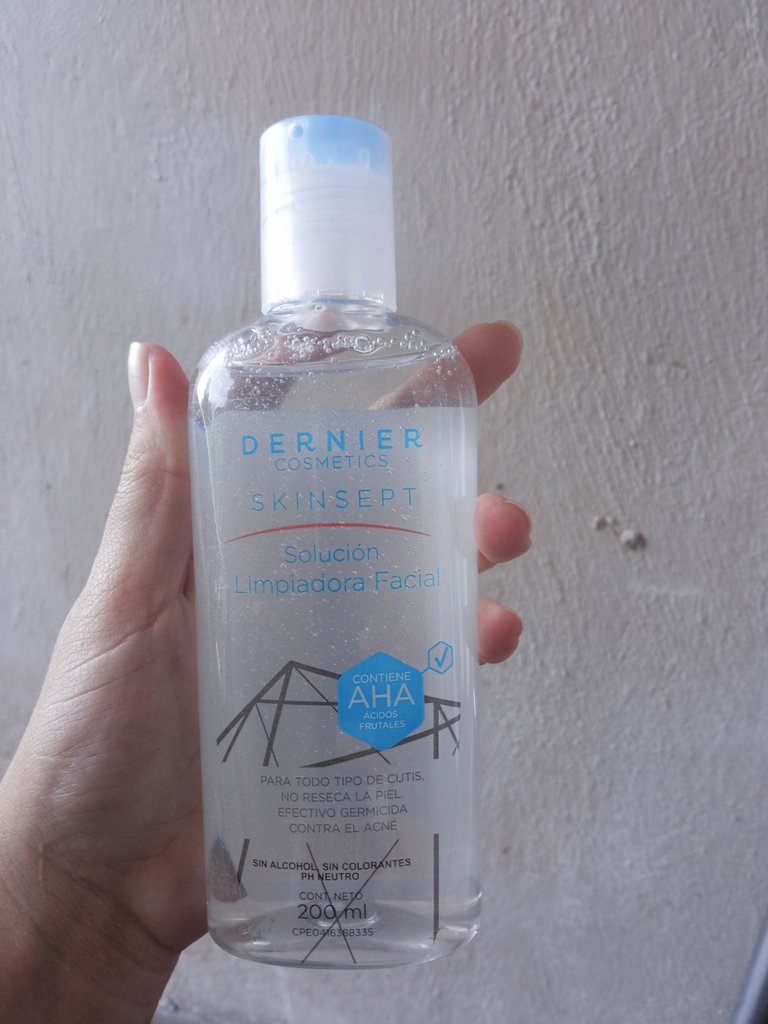 DERNIER
COSMETICS
SKINSEPT
Solución
Limpiadora Facial
CONTIENE
AHA
ÁCIDOS
FRUTALES
PARA TODO TIPO DE CUTIS,
NO RESECA LA PIEL.
EFECTIVO GERMICIDA
CONTRA EL ACNÉ
SIN ALCOHOL, SIN COLORANTES
PH NEUTRO
CONT. NETO
200 ml
CPE0416388335